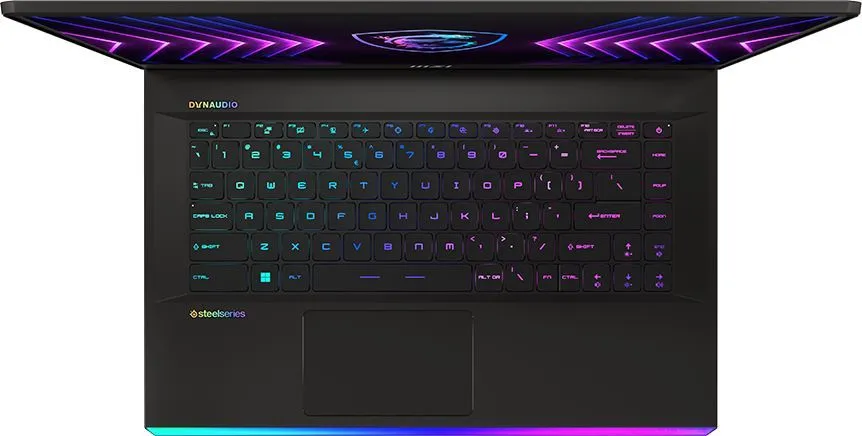 msi
DYNAUDIO
ESC F1 F2 F3 F4 F5 F6 F7 F8 F9 F10 F11 F12 PRT SCR DELETE INSERT
~ ` ! 1 @ 2 # 3 $ 4 % 5 € ^ 6 & 7 * 8 ( 9 ) 0 _ - + = BACKSPACE HOME
TAB Q W E R T Y U I O P { [ } ] | \ PGUP
CAPS LOCK A S D F G H J K L : ; " ' ENTER PGDN
SHIFT Z X C V B N M < , > . ? / SHIFT END
CTRL ALT ALT GR | \ FN CTRL
steelseries